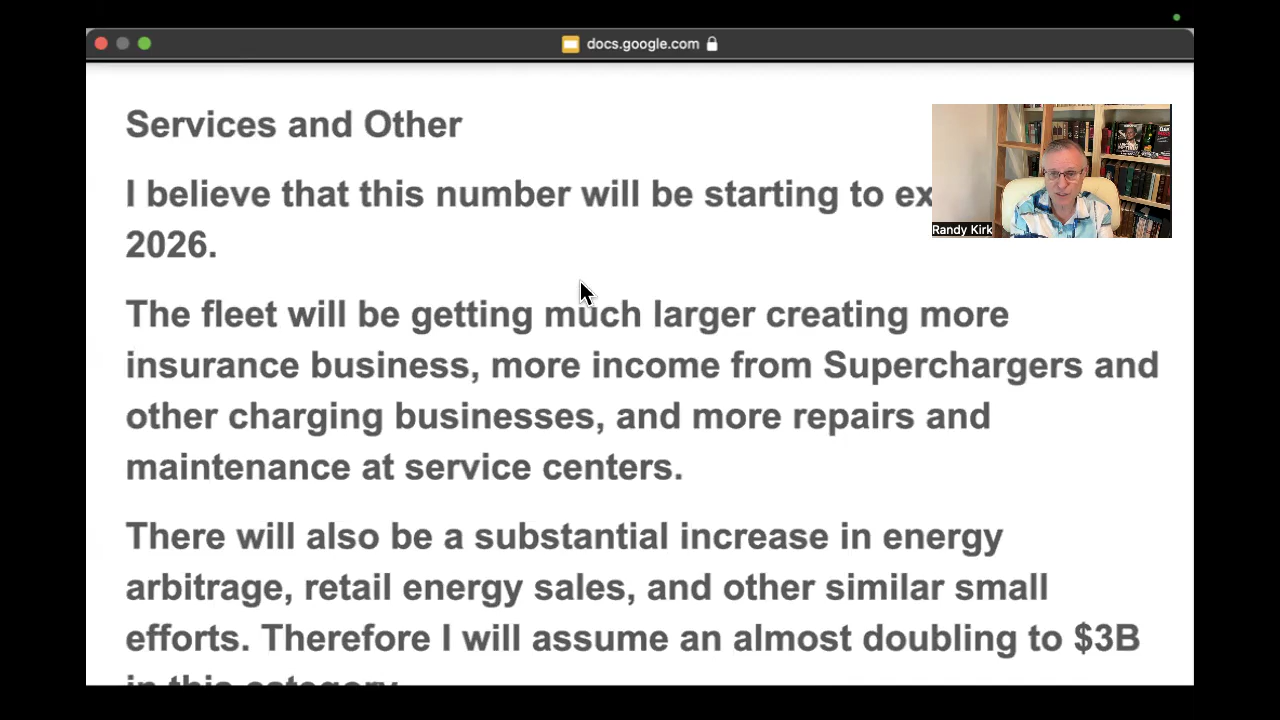 docs.google.com
Services and Other
I believe that this number will be starting to
2026.
Randy Kirk
The fleet will be getting much larger creating more
insurance business, more income from Superchargers and
other charging businesses, and more repairs and
maintenance at service centers.
There will also be a substantial increase in energy
arbitrage, retail energy sales, and other similar small
efforts. Therefore I will assume an almost doubling to $3B
in this category